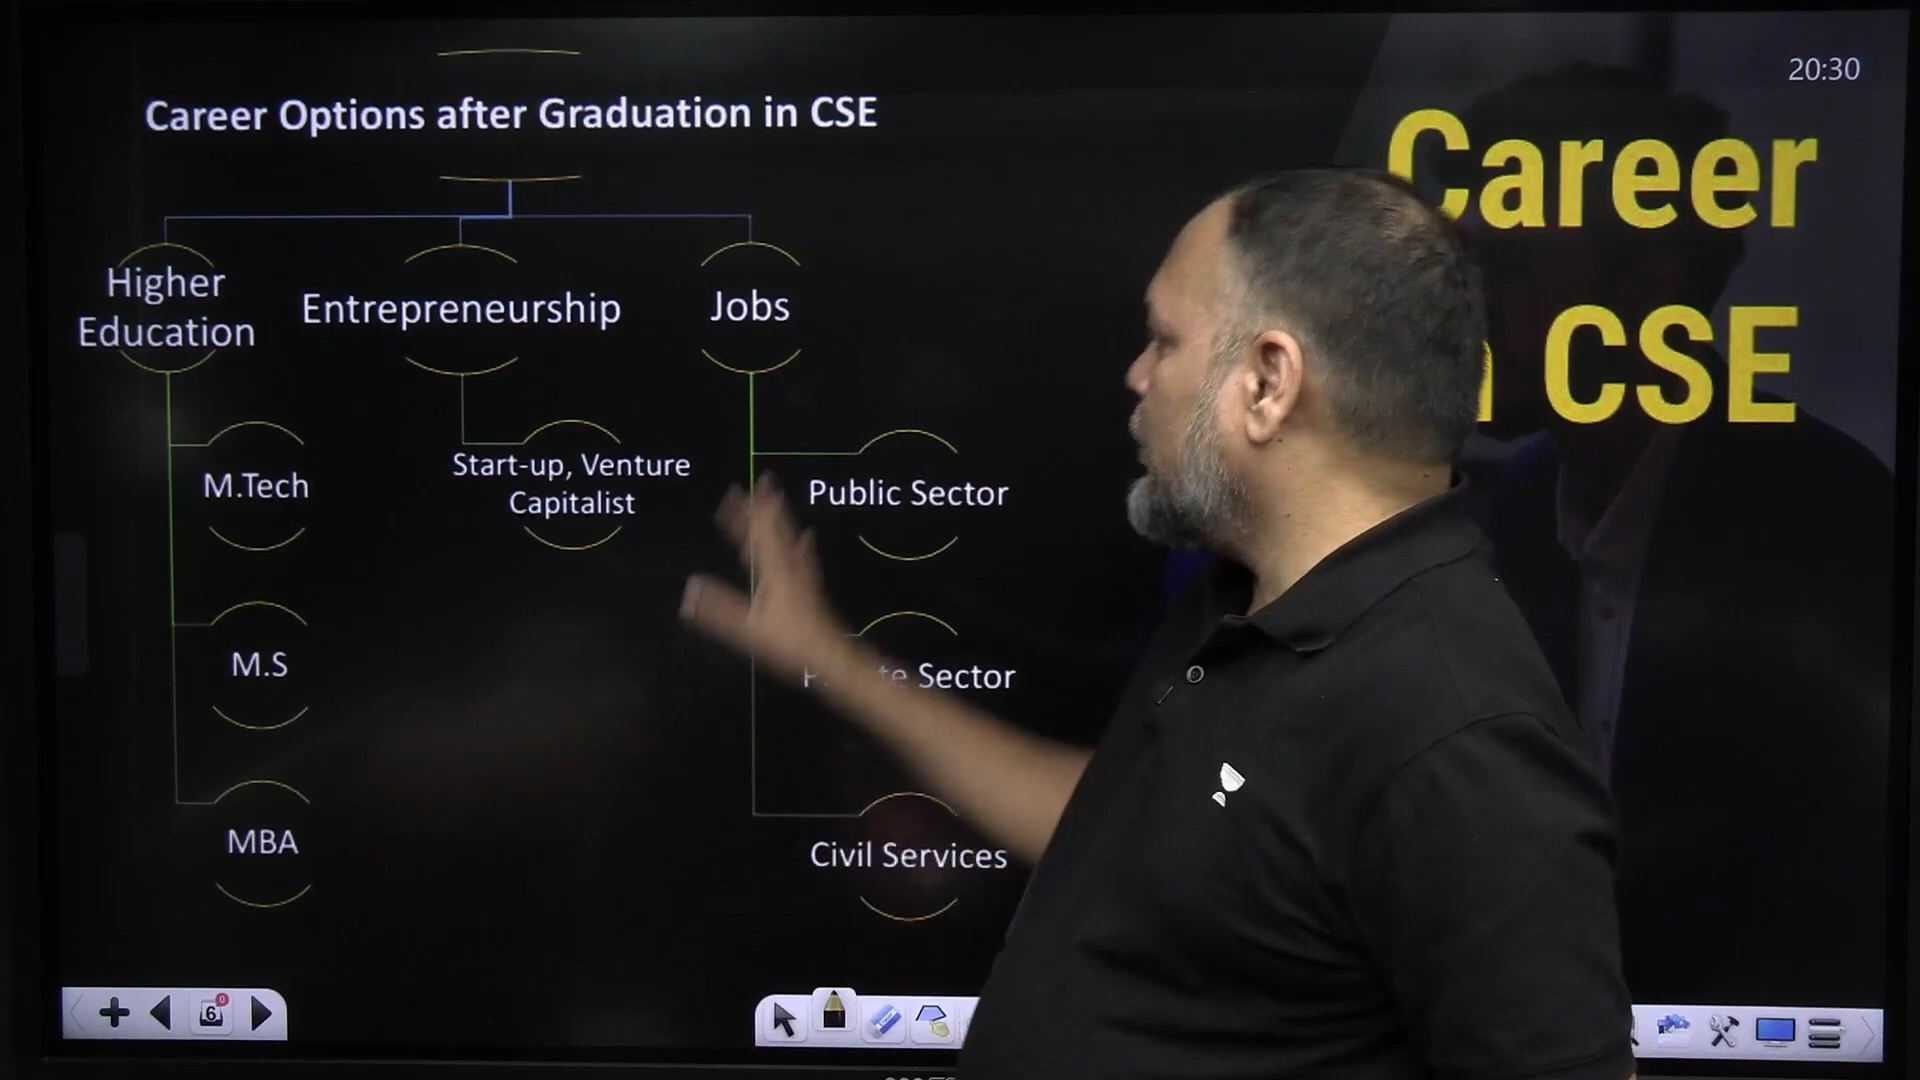 20:30
Career Options after Graduation in CSE
Career
CSE
Higher
Education
Entrepreneurship
Jobs
M.Tech
Start-up, Venture
Capitalist
Public Sector
M.S
Sector
MBA
Civil Services
6
0